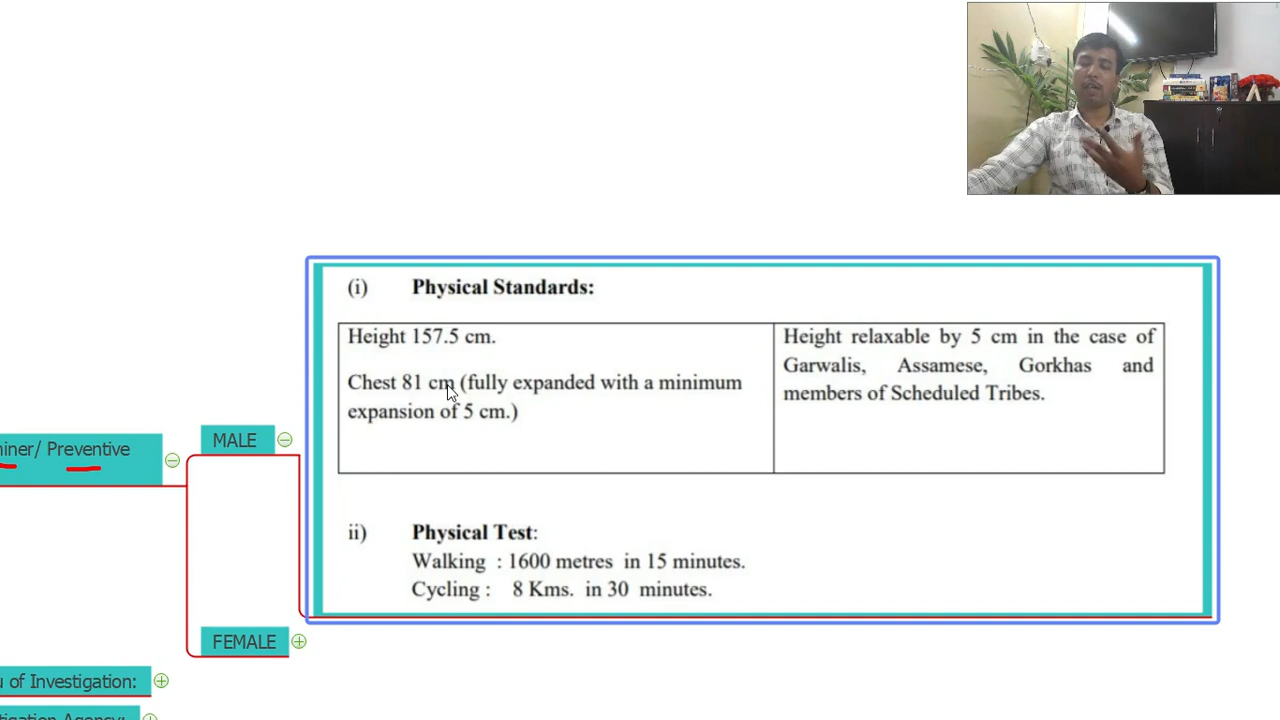 (i) Physical Standards:
Height 157.5 cm.
Chest 81 cm (fully expanded with a minimum
expansion of 5 cm.)
Height relaxable by 5 cm in the case of
Garwalis, Assamese, Gorkhas and
members of Scheduled Tribes.
ii) Physical Test:
Walking : 1600 metres in 15 minutes.
Cycling : 8 Kms. in 30 minutes.
MALE
/ Preventive
FEMALE
of Investigation: